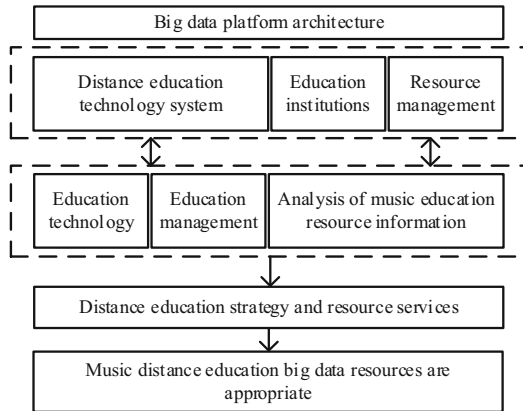 Big data platform architecture
Distance education
technology system
Education
institutions
Resource
management
Education
technology
Education
management
Analysis of music education
resource information
Distance education strategy and resource services
Music distance education big data resources are
appropriate